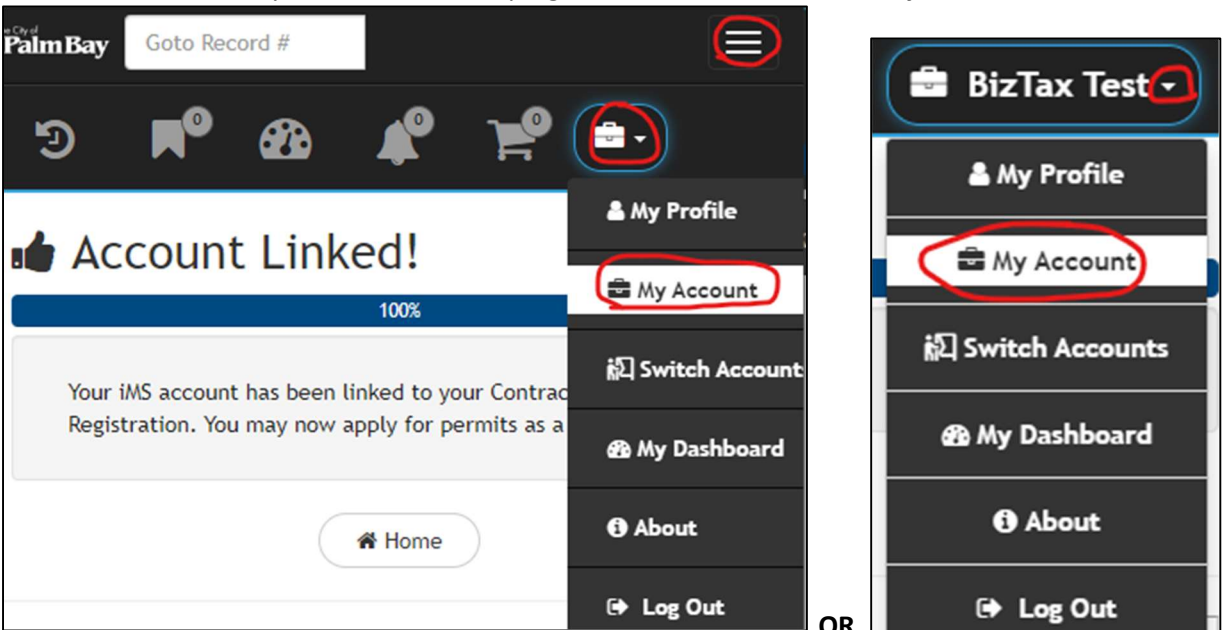 The City of
Palm Bay
Goto Record #
0
0
0
Account Linked!
100%
Your iMS account has been linked to your Contrac
Registration. You may now apply for permits as a
Home
My Profile
My Account
Switch Account
My Dashboard
About
Log Out
OR
BizTax Test
My Profile
My Account
Switch Accounts
My Dashboard
About
Log Out